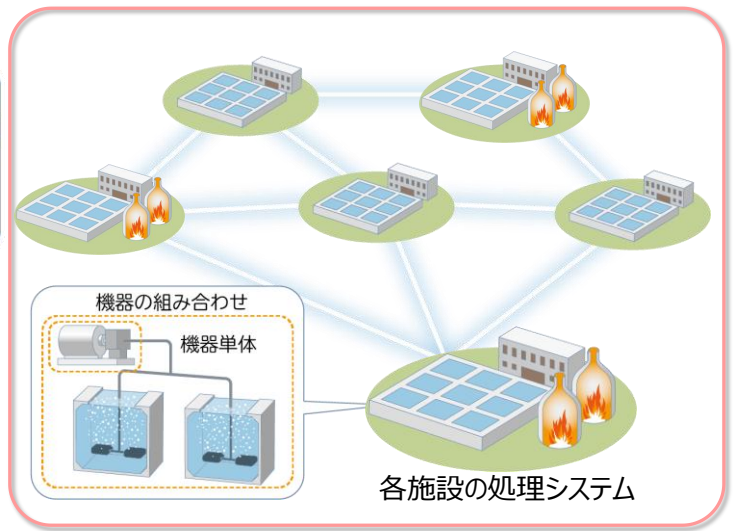 機器の組み合わせ
機器単体
各施設の処理システム